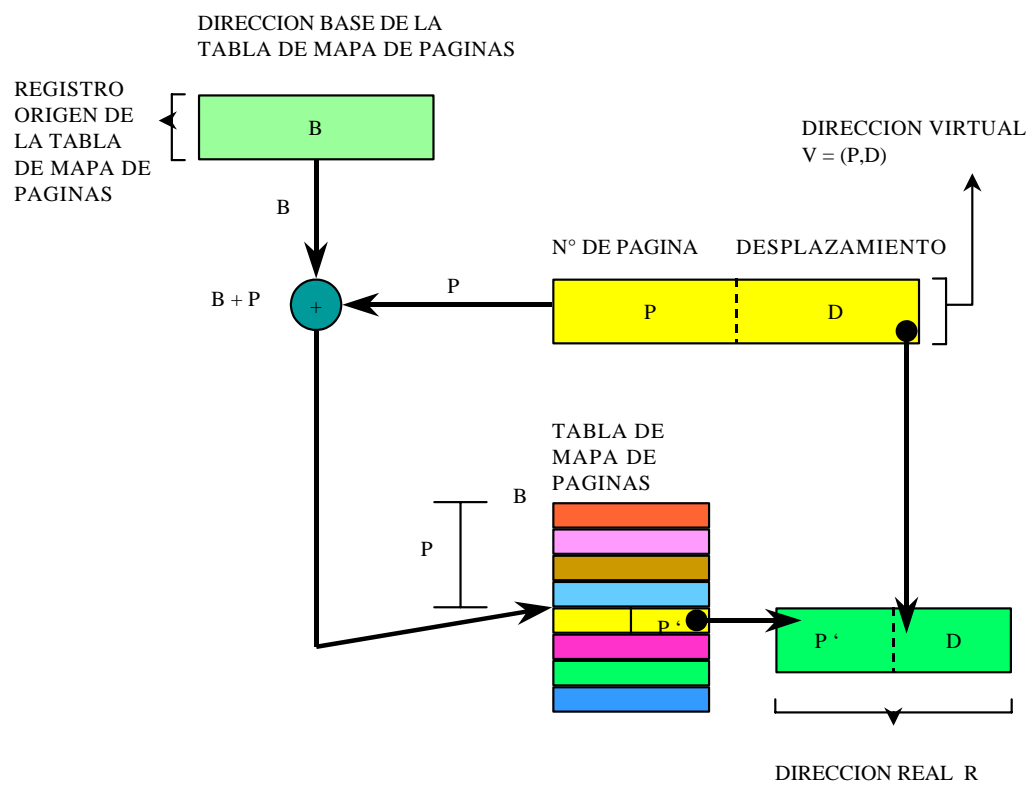 DIRECCION BASE DE LA
TABLA DE MAPA DE PAGINAS
REGISTRO
ORIGEN DE
LA TABLA
DE MAPA DE
PAGINAS
B
DIRECCION VIRTUAL
V = (P,D)
B
N° DE PAGINA
DESPLAZAMIENTO
B + P
+
P
P
D
TABLA DE
MAPA DE
PAGINAS
B
P
P ‘
P ‘
D
DIRECCION REAL R